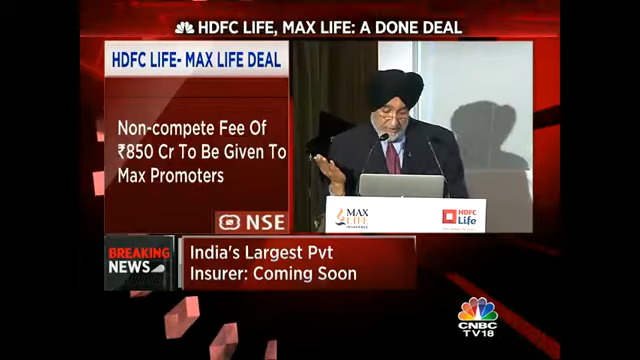 HDFC LIFE, MAX LIFE: A DONE DEAL
HDFC LIFE- MAX LIFE DEAL
Non-compete Fee Of
₹850 Cr To Be Given To
Max Promoters
NSE
MAX
LIFE
INSURANCE
HDFC
Life
BREAKING
NEWS
India's Largest Pvt
Insurer: Coming Soon
CNBC
TV18